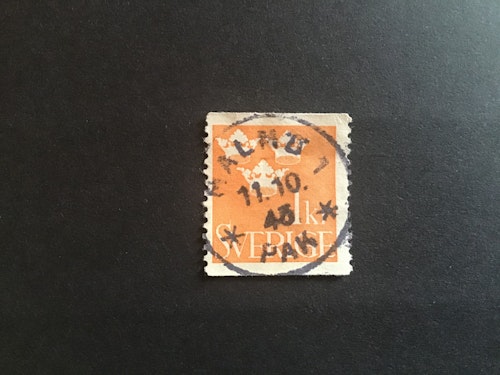 MALMÖ 1
11.10.
45
PAK
1 kr
SVERIGE